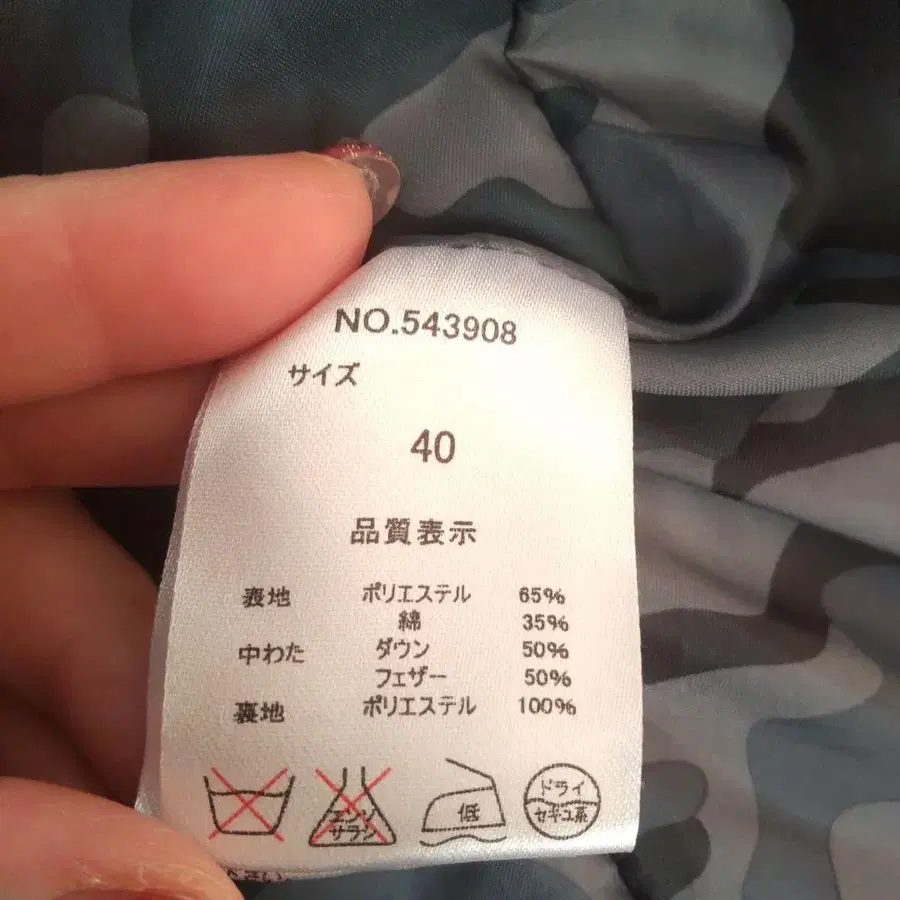 NO.543908
サイズ
40
品質表示
表地 ポリエステル 65%
綿 35%
中わた ダウン 50%
フェザー 50%
裏地 ポリエステル 100%
エンソ
サラシ
低
ドライ
セキユ系